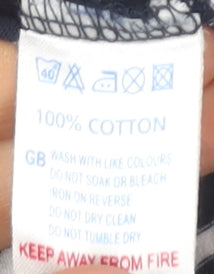 40
100% COTTON
GB WASH WITH LIKE COLOURS
DO NOT SOAK OR BLEACH
IRON ON REVERSE
DO NOT DRY CLEAN
DO NOT TUMBLE DRY
KEEP AWAY FROM FIRE